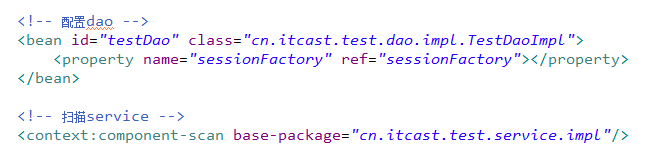 <!-- 配置dao -->
<bean id="testDao" class="cn.itcast.test.dao.impl.TestDaoImpl">
    <property name="sessionFactory" ref="sessionFactory"></property>
</bean>
<!-- 扫描service -->
<context:component-scan base-package="cn.itcast.test.service.impl"/>